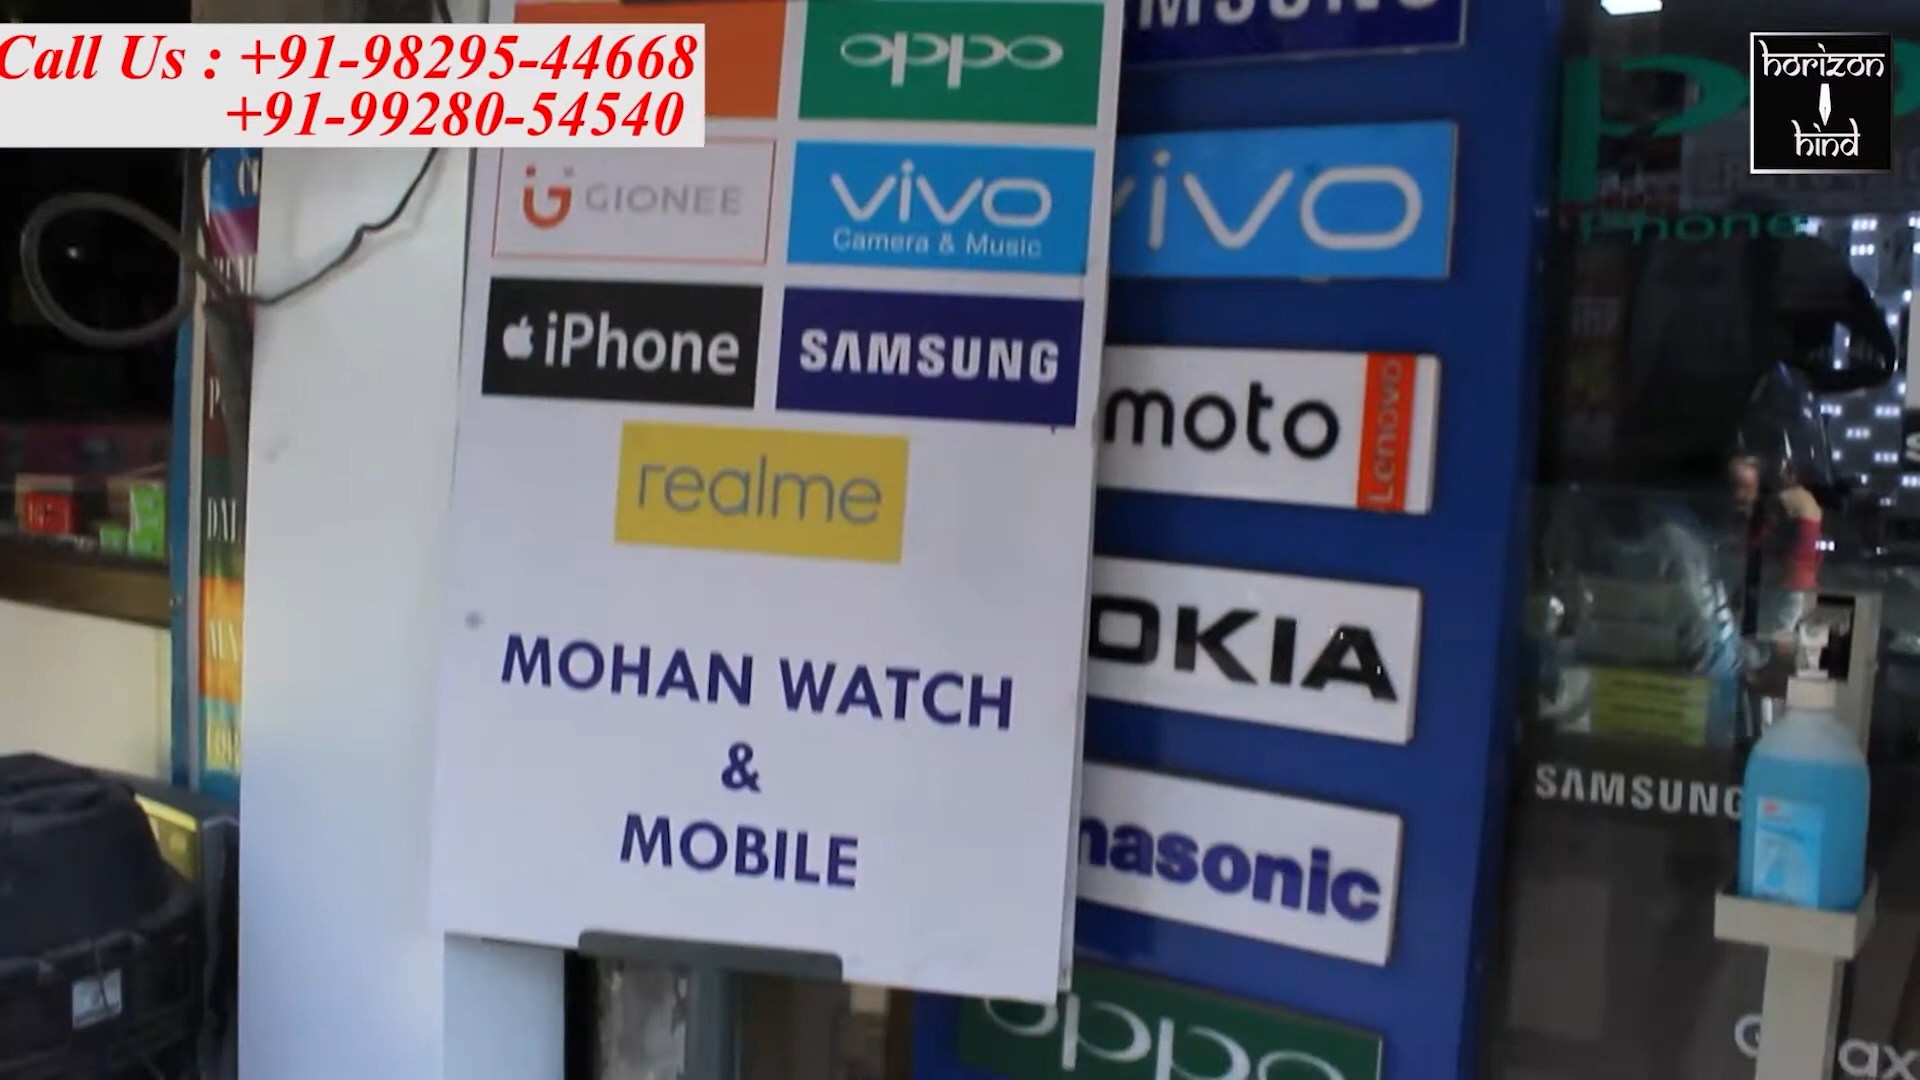 Call Us : +91-98295-44668
+91-99280-54540
horizon
hind
oppo
GIONEE
vivo
Camera & Music
iPhone
SAMSUNG
realme
MOHAN WATCH
&
MOBILE
vivo
moto
Lenovo
OKIA
nasonic
oppo
Phone
SAMSUNG